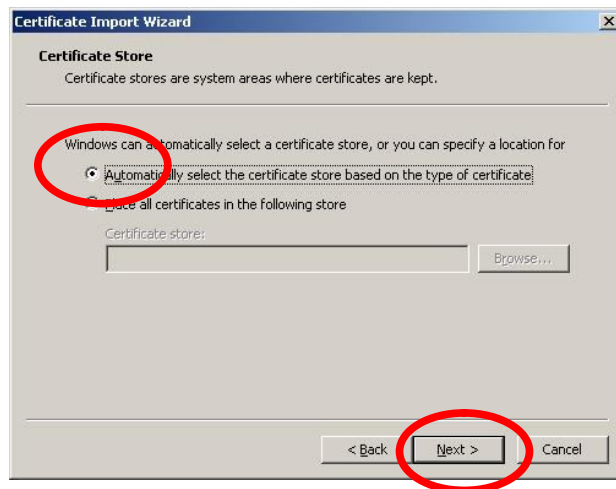 Certificate Import Wizard
Certificate Store
Certificate stores are system areas where certificates are kept.
Windows can automatically select a certificate store, or you can specify a location for
Automatically select the certificate store based on the type of certificate
Place all certificates in the following store
Certificate store:
Browse...
< Back Next > Cancel